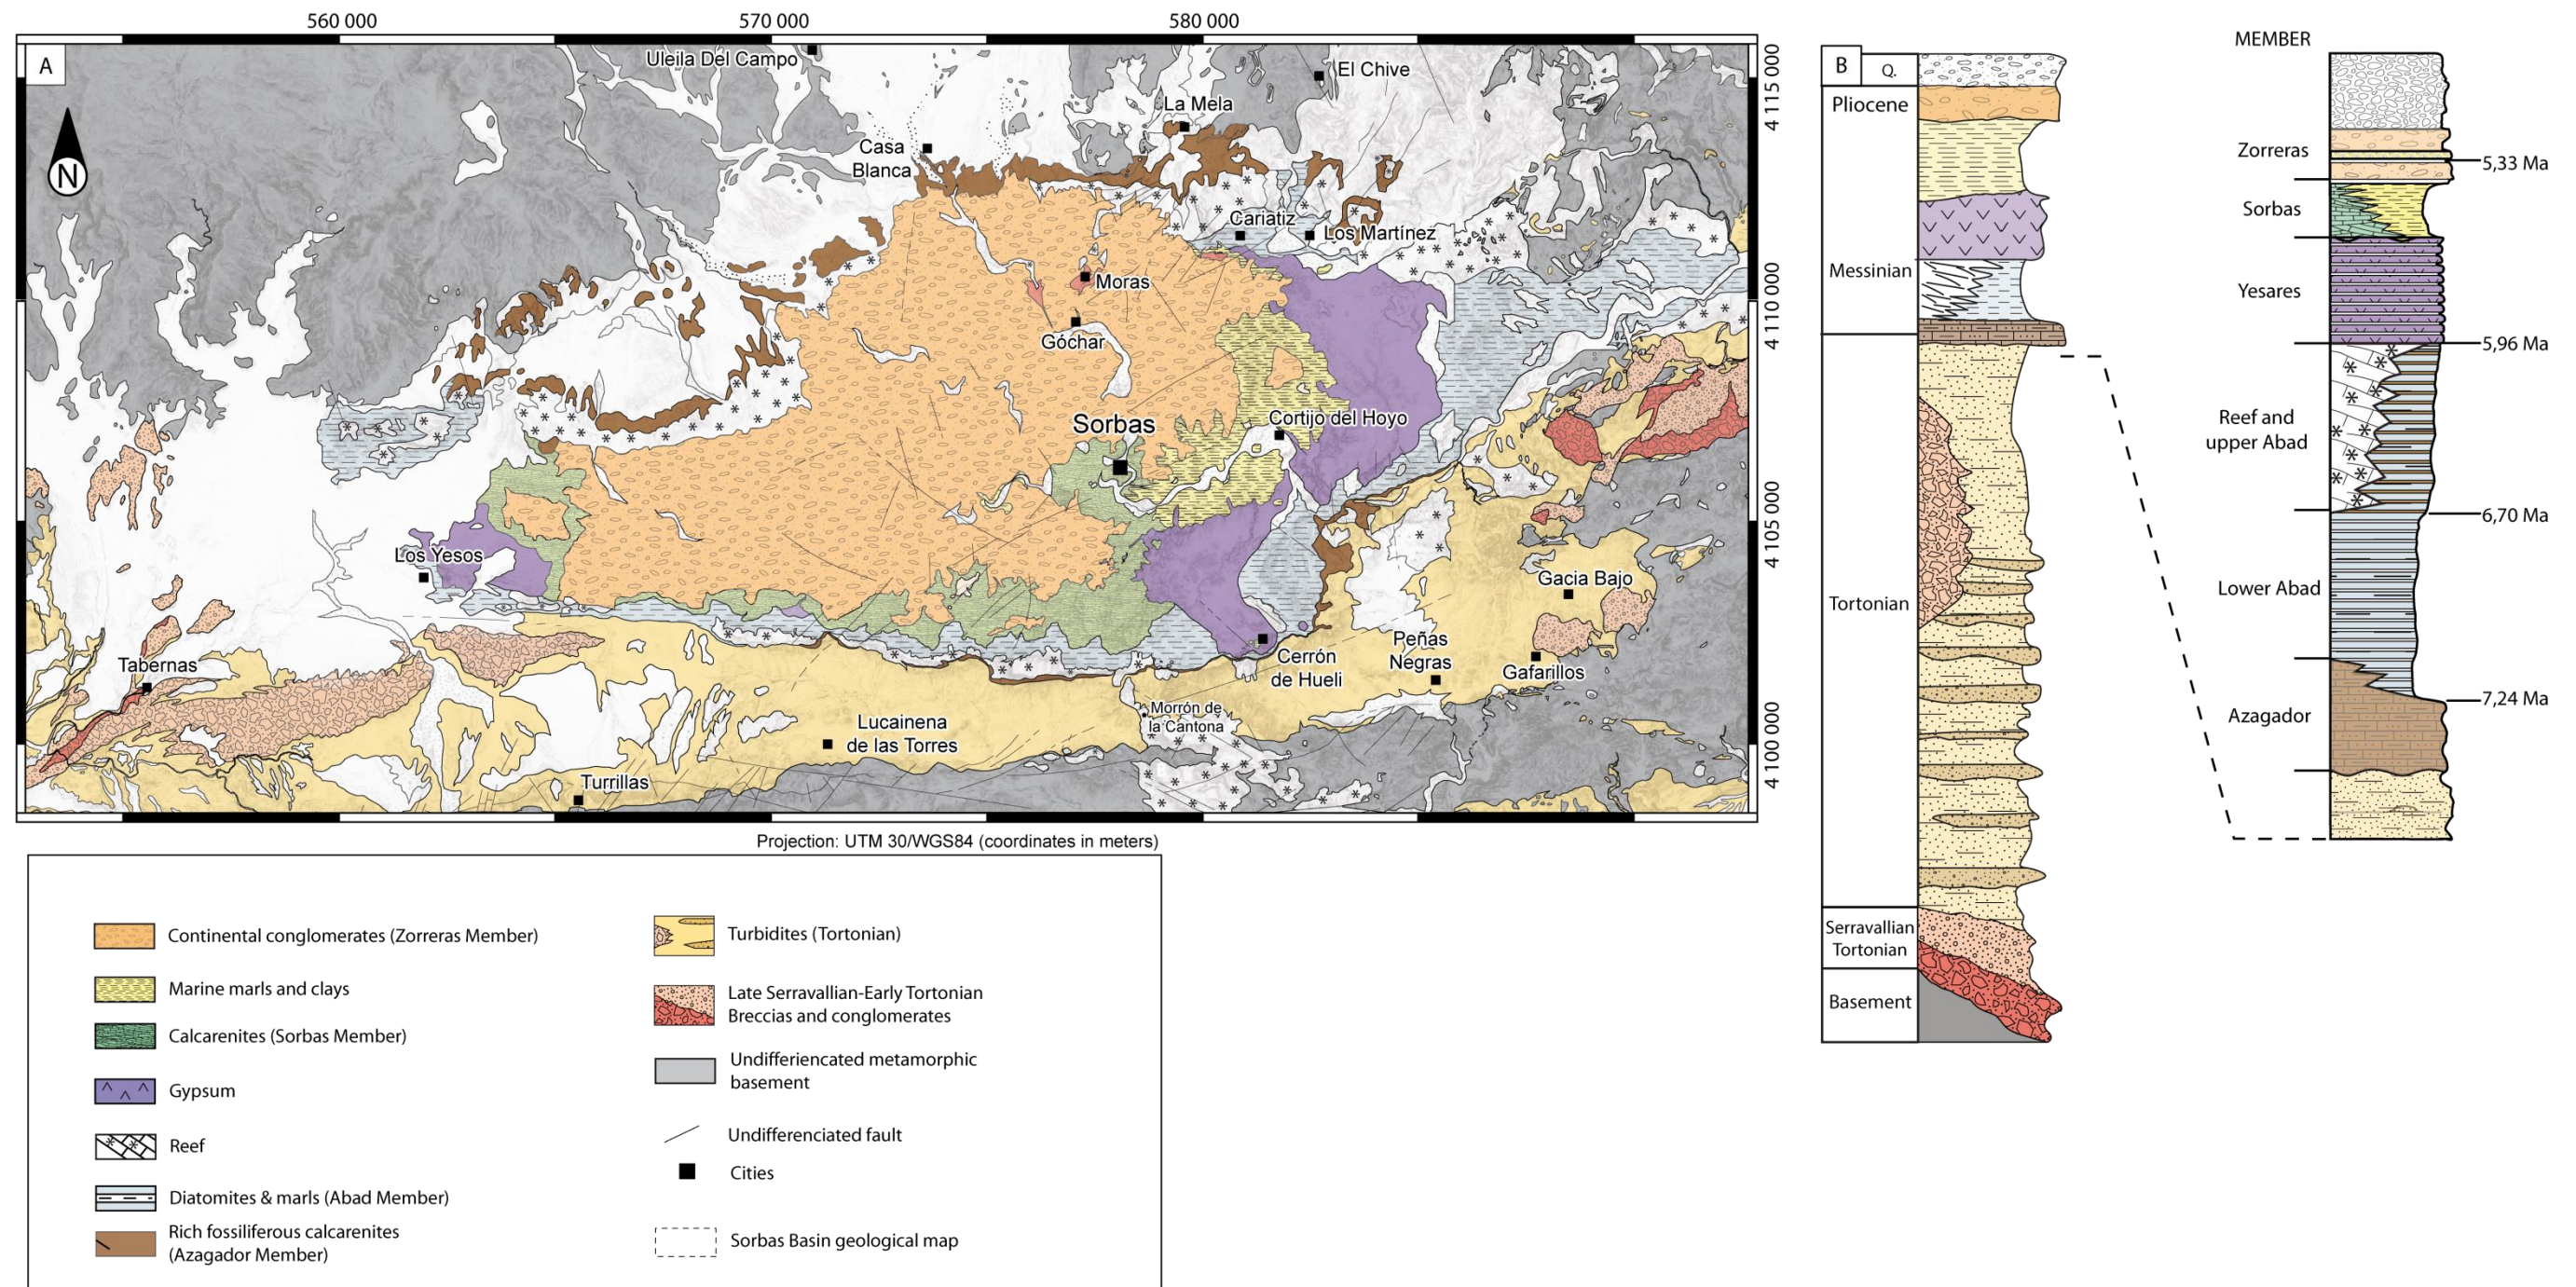 560 000
570 000
580 000
A
N
Uleila Del Campo
El Chive
La Mela
Casa
Blanca
Cariatiz
Los Martínez
Moras
Góchar
Sorbas
Cortijo del Hoyo
Los Yesos
Gacia Bajo
Tabernas
Cerrón
de Hueli
Peñas
Negras
Gafarillos
Morrón de
la Cantona
Lucainena
de las Torres
Turrillas
4 115 000
4 110 000
4 105 000
4 100 000
Projection: UTM 30/WGS84 (coordinates in meters)
Continental conglomerates (Zorreras Member)
Marine marls and clays
Calcarenites (Sorbas Member)
Gypsum
Reef
Diatomites & marls (Abad Member)
Rich fossiliferous calcarenites
(Azagador Member)
Turbidites (Tortonian)
Late Serravallian-Early Tortonian
Breccias and conglomerates
Undifferiencated metamorphic
basement
Undifferenciated fault
Cities
Sorbas Basin geological map
B
Q.
Pliocene
Messinian
Tortonian
Serravallian
Tortonian
Basement
MEMBER
Zorreras
5,33 Ma
Sorbas
Yesares
5,96 Ma
Reef and
upper Abad
6,70 Ma
Lower Abad
7,24 Ma
Azagador